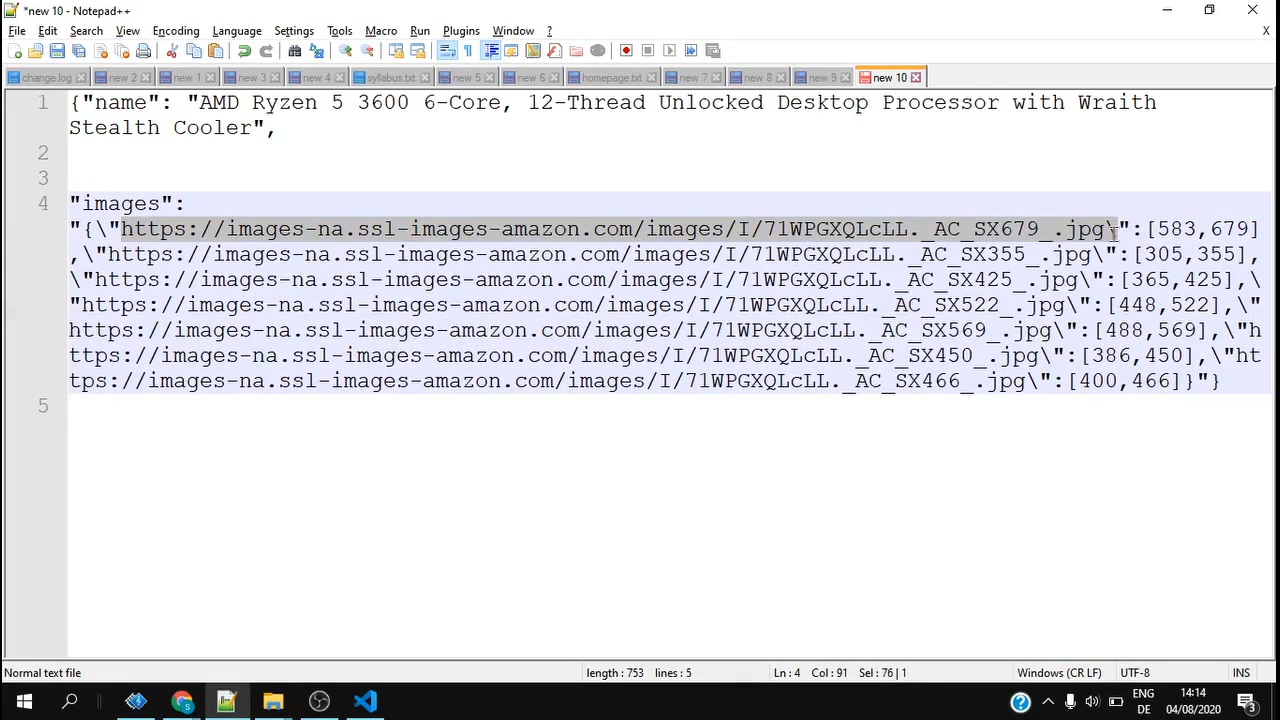 *new 10 - Notepad++
File Edit Search View Encoding Language Settings Tools Macro Run Plugins Window ? X
change.log new 2 new 1 new 3 new 4 syllabus.txt new 5 new 6 homepage.txt new 7 new 8 new 9 new 10
1 {"name": "AMD Ryzen 5 3600 6-Core, 12-Thread Unlocked Desktop Processor with Wraith
Stealth Cooler",
2
3
4 "images":
"{\"https://images-na.ssl-images-amazon.com/images/I/71WPGXQLcLL._AC_SX679_.jpg\":[583,679]
,\"https://images-na.ssl-images-amazon.com/images/I/71WPGXQLcLL._AC_SX355_.jpg\":[305,355],
\"https://images-na.ssl-images-amazon.com/images/I/71WPGXQLcLL._AC_SX425_.jpg\":[365,425],\
"https://images-na.ssl-images-amazon.com/images/I/71WPGXQLcLL._AC_SX522_.jpg\":[448,522],\"
https://images-na.ssl-images-amazon.com/images/I/71WPGXQLcLL._AC_SX569_.jpg\":[488,569],\"h
ttps://images-na.ssl-images-amazon.com/images/I/71WPGXQLcLL._AC_SX450_.jpg\":[386,450],\"ht
tps://images-na.ssl-images-amazon.com/images/I/71WPGXQLcLL._AC_SX466_.jpg\":[400,466]}"}
5
Normal text file length : 753 lines : 5 Ln : 4 Col : 91 Sel : 76 | 1 Windows (CR LF) UTF-8 INS
ENG 14:14
DE 04/08/2020 3